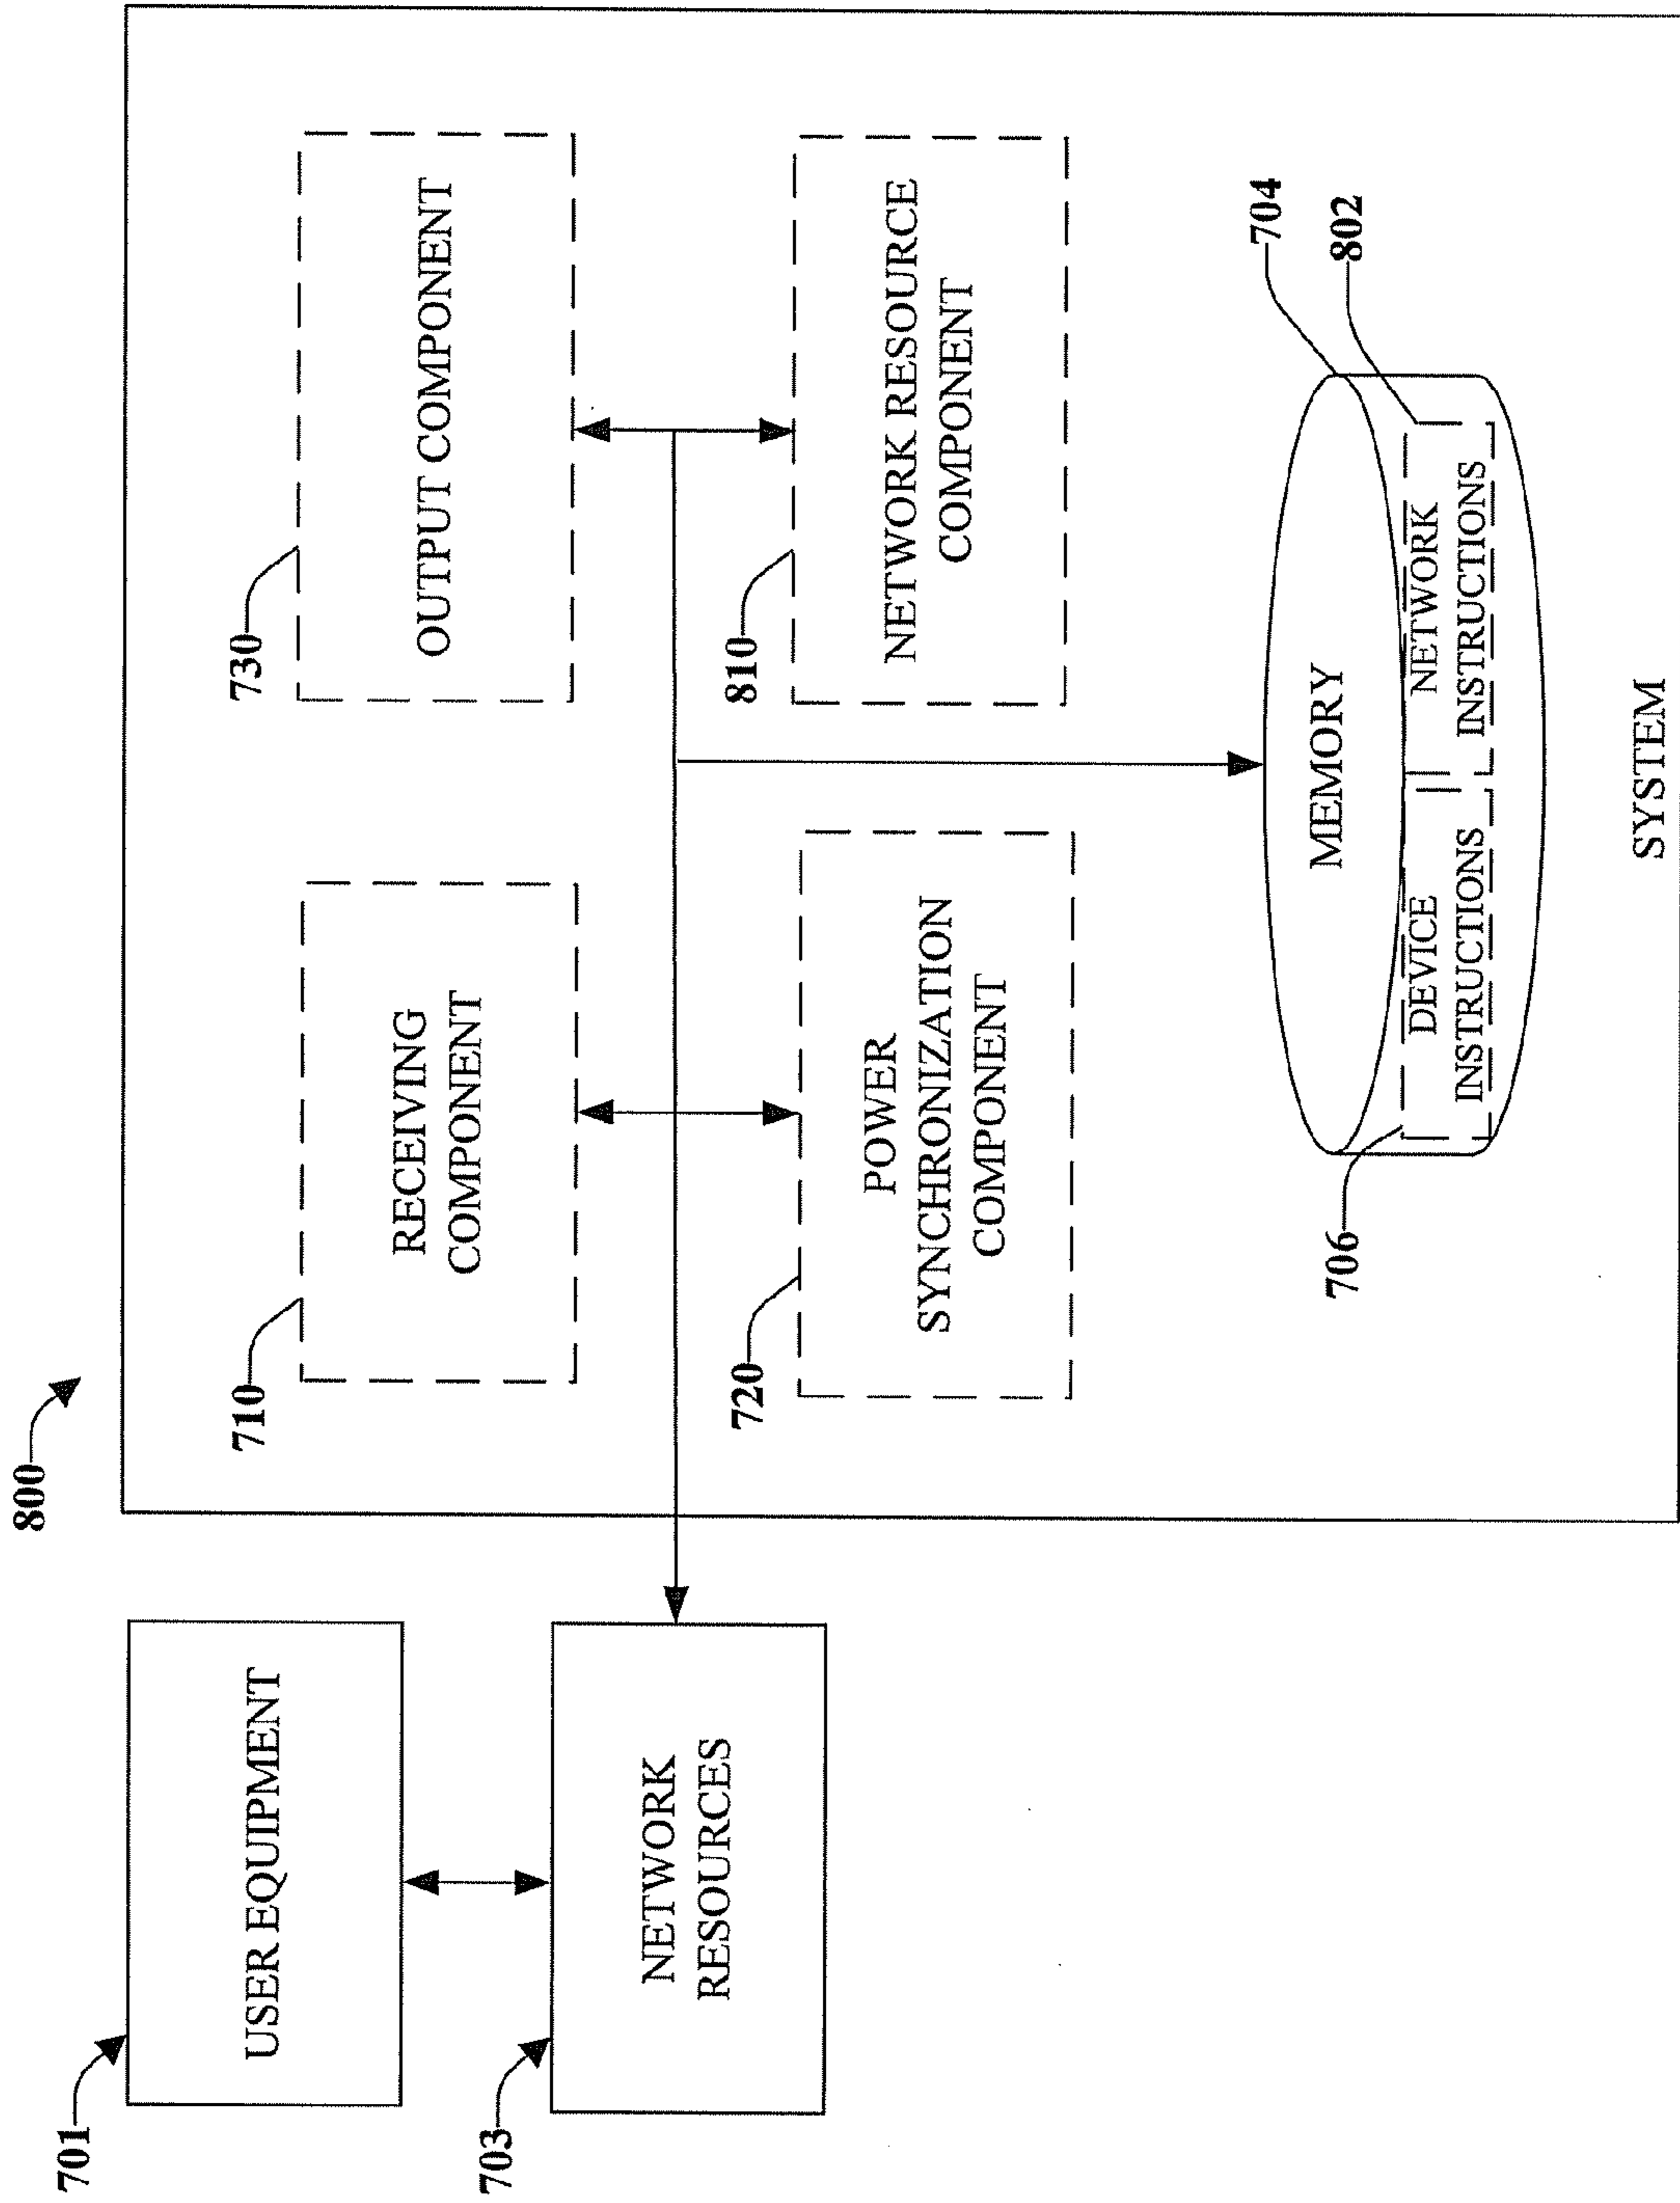 800
701
USER EQUIPMENT
703
NETWORK
RESOURCES
710
RECEIVING
COMPONENT
730
OUTPUT COMPONENT
720
POWER
SYNCHRONIZATION
COMPONENT
810
NETWORK RESOURCE
COMPONENT
704
MEMORY
802
706
DEVICE
INSTRUCTIONS
NETWORK
INSTRUCTIONS
SYSTEM